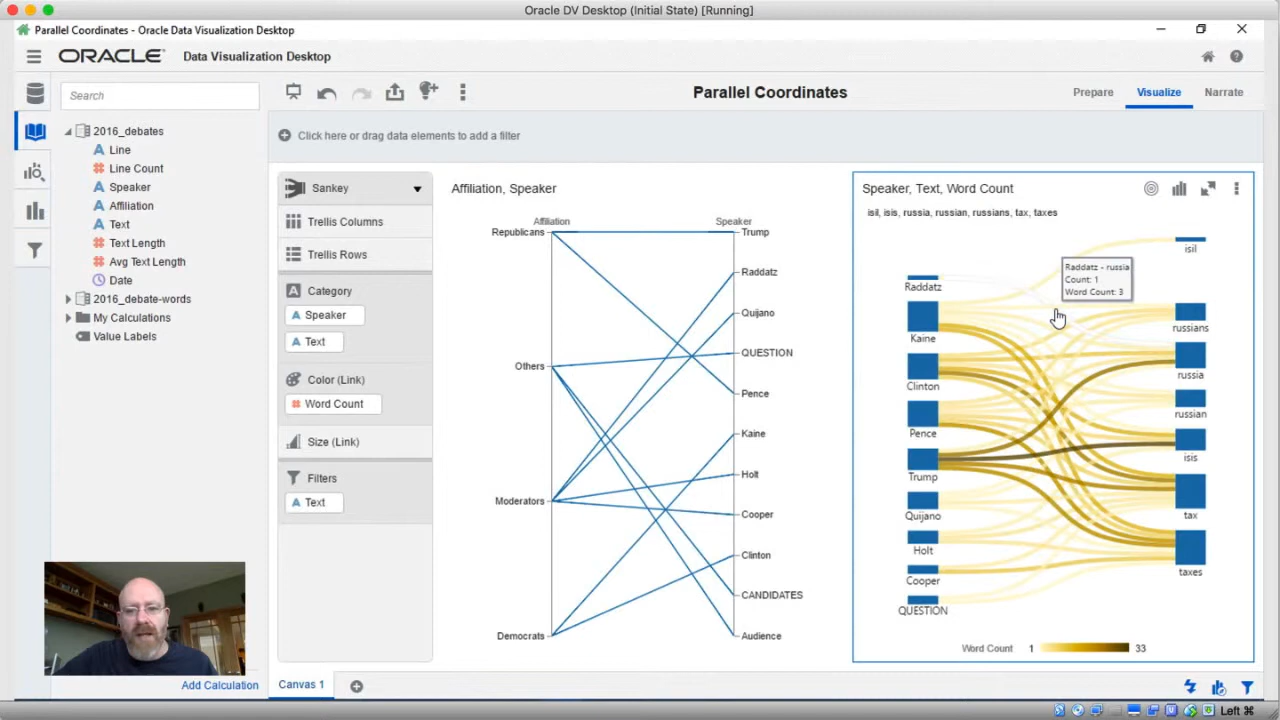 Oracle DV Desktop (Initial State) [Running]
Parallel Coordinates - Oracle Data Visualization Desktop
ORACLE Data Visualization Desktop
Search
Parallel Coordinates
Prepare
Visualize
Narrate
Click here or drag data elements to add a filter
2016_debates
A Line
# Line Count
A Speaker
A Affiliation
A Text
# Text Length
# Avg Text Length
Date
2016_debate-words
My Calculations
Value Labels
Add Calculation
Sankey
Trellis Columns
Trellis Rows
Category
A Speaker
A Text
Color (Link)
# Word Count
Size (Link)
Filters
A Text
Affiliation, Speaker
Affiliation
Speaker
Republicans
Others
Moderators
Democrats
Trump
Raddatz
Quijano
QUESTION
Pence
Kaine
Holt
Cooper
Clinton
CANDIDATES
Audience
Speaker, Text, Word Count
isil, isis, russia, russian, russians, tax, taxes
Raddatz - russia
Count: 1
Word Count: 3
Raddatz
Kaine
Clinton
Pence
Trump
Quijano
Holt
Cooper
QUESTION
isil
russians
russia
russian
isis
tax
taxes
Word Count 1 33
Canvas 1
Left ⌘